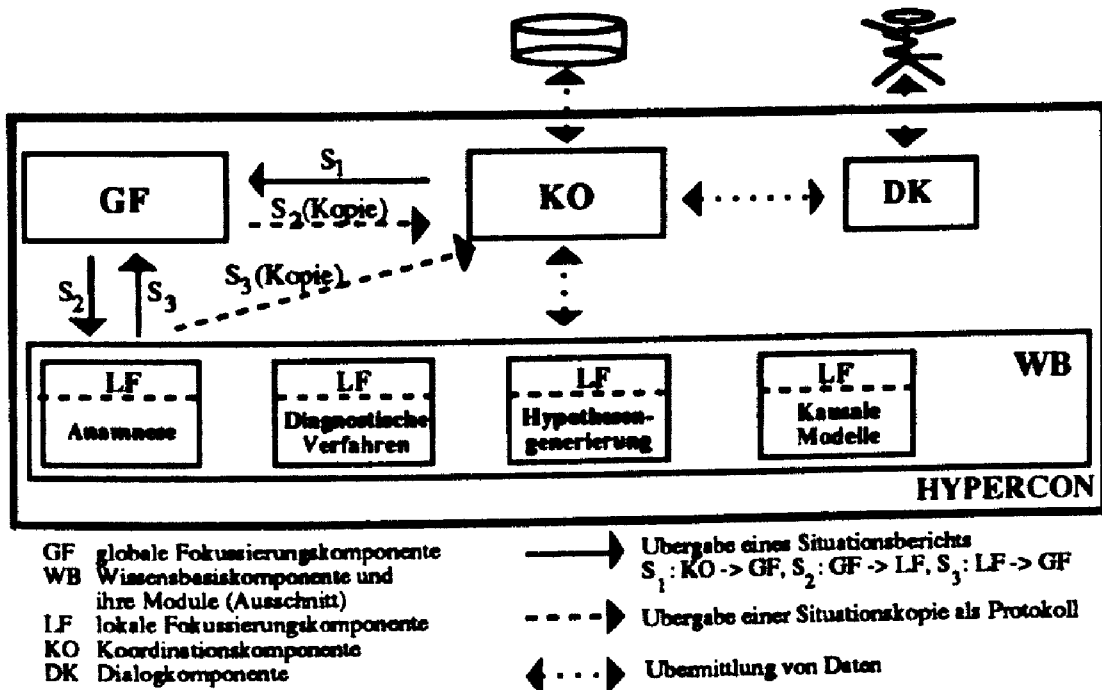 S1
GF
KO
DK
S2(Kopie)
S3(Kopie)
S2
S3
WB
LF
Anamnese
LF
Diagnostische
Verfahren
LF
Hypothesen-
generierung
LF
Kausale
Modelle
HYPERCON
GF globale Fokussierungskomponente
WB Wissensbasiskomponente und
ihre Module (Ausschnitt)
LF lokale Fokussierungskomponente
KO Koordinationskomponente
DK Dialogkomponente
Ubergabe eines Situationsberichts
S1: KO -> GF, S2: GF -> LF, S3: LF -> GF
Ubergabe einer Situationskopie als Protokoll
Ubermittlung von Daten